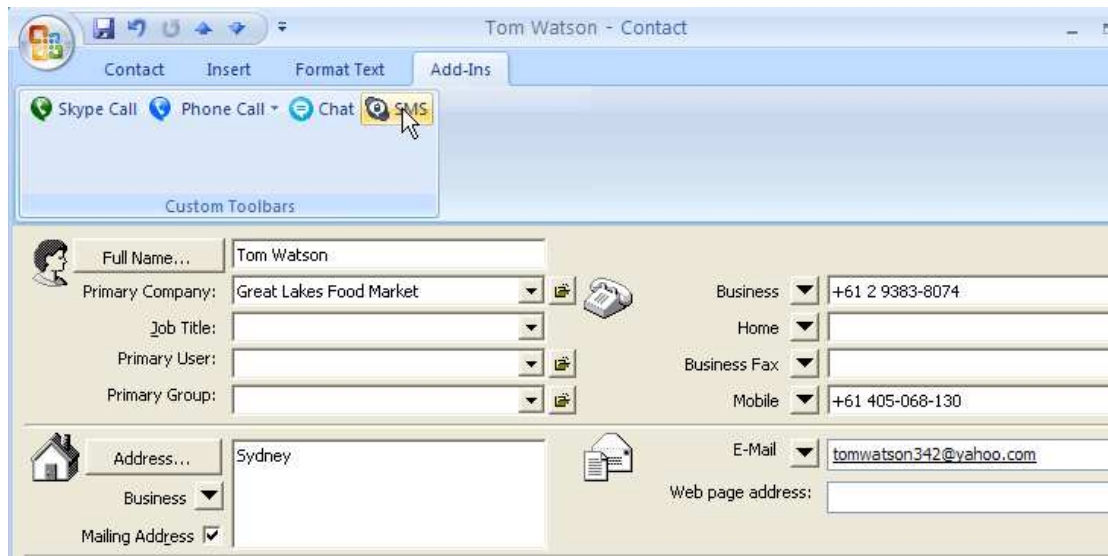 Tom Watson - Contact
Contact Insert Format Text Add-Ins
Skype Call Phone Call Chat SMS
Custom Toolbars
Full Name... Tom Watson
Primary Company: Great Lakes Food Market Business +61 2 9383-8074
Job Title: Home
Primary User: Business Fax
Primary Group: Mobile +61 405-068-130
Address... Sydney E-Mail tomwatson342@yahoo.com
Business Web page address:
Mailing Address